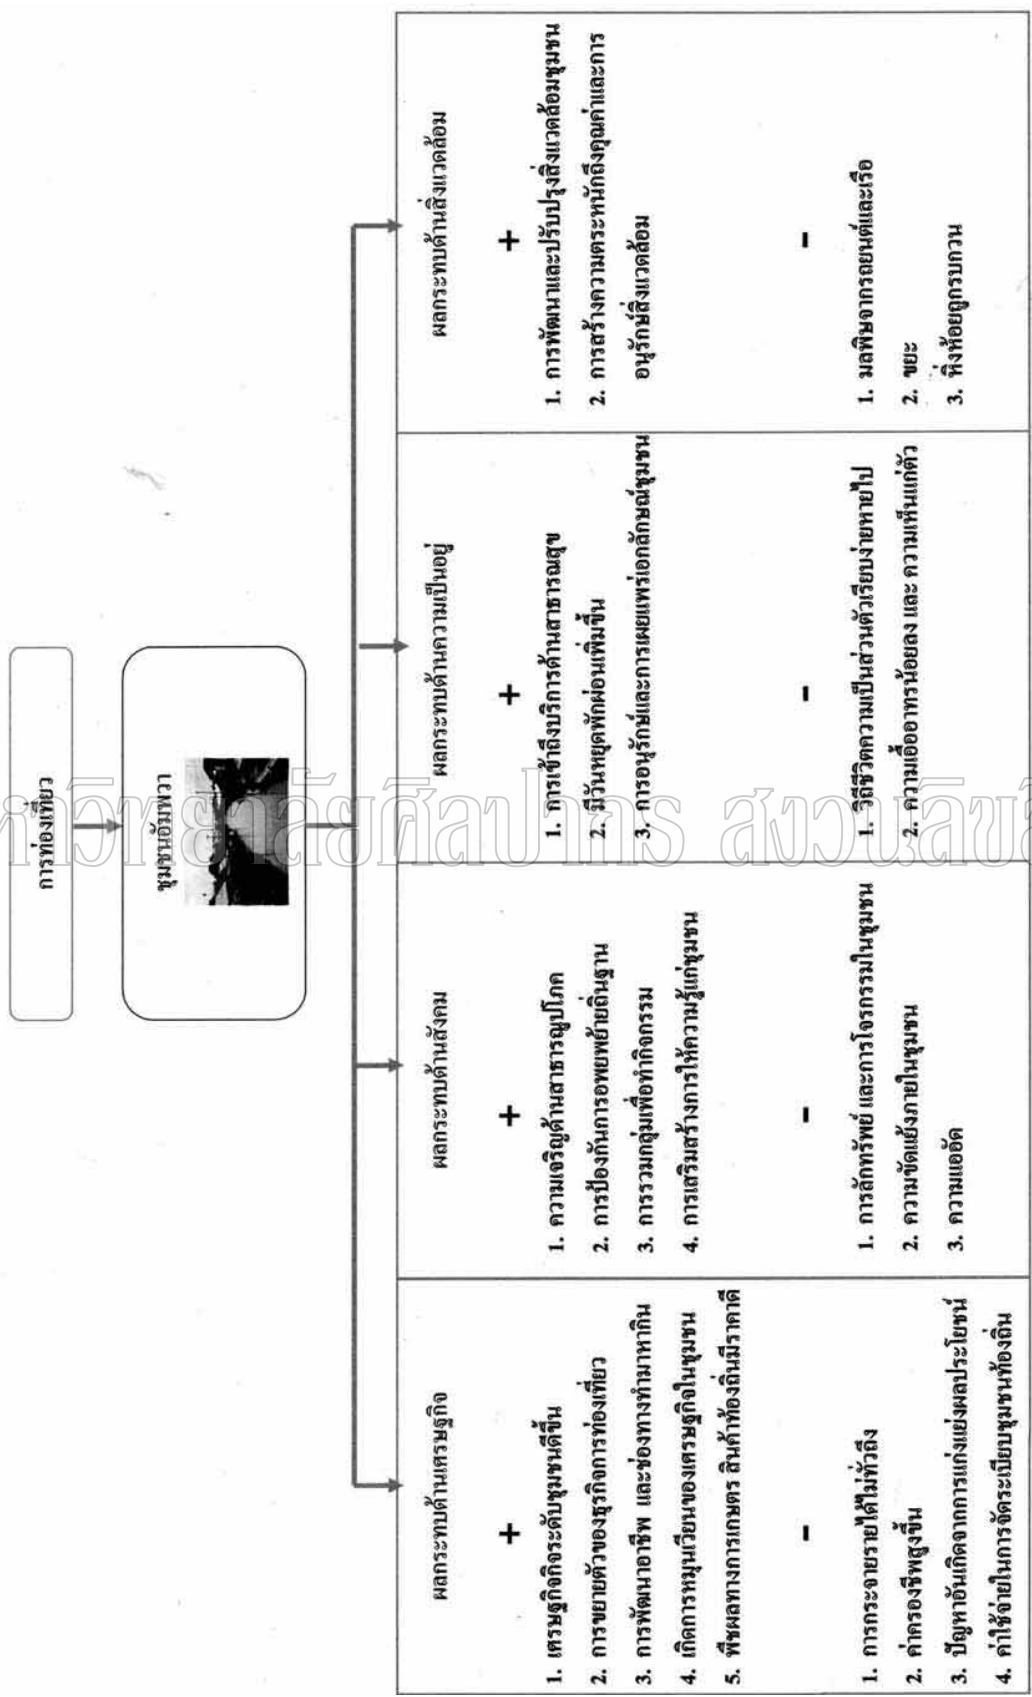 การท่องเที่ยว
ชุมชนอัมพวา
ผลกระทบด้านเศรษฐกิจ
+
1. เศรษฐกิจกิจระดับชุมชนดีขึ้น
2. การขยายตัวของธุรกิจการท่องเที่ยว
3. การพัฒนาอาชีพ และช่องทางทำมาหากิน
4. เกิดการหมุนเวียนของเศรษฐกิจในชุมชน
5. พืชผลทางการเกษตร สินค้าท้องถิ่นมีราคาดี
-
1. การกระจายรายได้ไม่ทั่วถึง
2. ค่าครองชีพสูงขึ้น
3. ปัญหาอันเกิดจากการแก่งแย่งผลประโยชน์
4. ค่าใช้จ่ายในการจัดระเบียบชุมชนท้องถิ่น
ผลกระทบด้านสังคม
+
1. ความเจริญด้านสาธารณูปโภค
2. การป้องกันการอพยพย้ายถิ่นฐาน
3. การรวมกลุ่มเพื่อทำกิจกรรม
4. การเสริมสร้างการให้ความรู้แก่ชุมชน
-
1. การลักทรัพย์ และการโจรกรรมในชุมชน
2. ความขัดแย้งภายในชุมชน
3. ความแออัด
ผลกระทบด้านความเป็นอยู่
+
1. การเข้าถึงบริการด้านสาธารณสุข
2. มีวันหยุดพักผ่อนเพิ่มขึ้น
3. การอนุรักษ์และการเผยแพร่เอกลักษณ์ชุมชน
-
1. วิถีชีวิตความเป็นส่วนตัวเรียบง่ายหายไป
2. ความเอื้ออาทรน้อยลง และ ความเห็นแก่ตัว
ผลกระทบด้านสิ่งแวดล้อม
+
1. การพัฒนาและปรับปรุงสิ่งแวดล้อมชุมชน
2. การสร้างความตระหนักถึงคุณค่าและการ
อนุรักษ์สิ่งแวดล้อม
-
1. มลพิษจากรถยนต์และเรือ
2. ขยะ
3. หิ่งห้อยถูกรบกวน